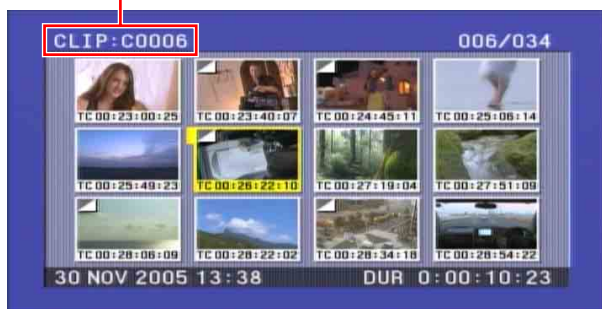 CLIP:C0006 006/034
TC 00:23:00:25 TC 00:23:40:07 TC 00:24:45:11 TC 00:25:06:14
TC 00:25:49:23 TC 00:26:22:10 TC 00:27:19:04 TC 00:27:51:09
TC 00:28:06:09 TC 00:28:22:02 TC 00:28:34:18 TC 00:28:54:22
30 NOV 2005 13:38 DUR 0:00:10:23